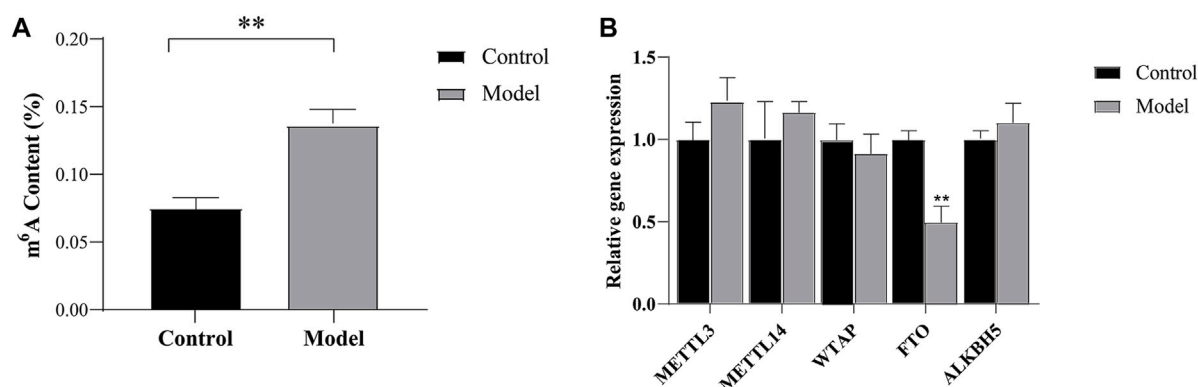 A
m6A Content (%)
0.20
0.15
0.10
0.05
0.00
**
Control
Model
Control
Model
B
Relative gene expression
1.5
1.0
0.5
0.0
**
METTL3
METTL14
WTAP
FTO
ALKBH5
Control
Model